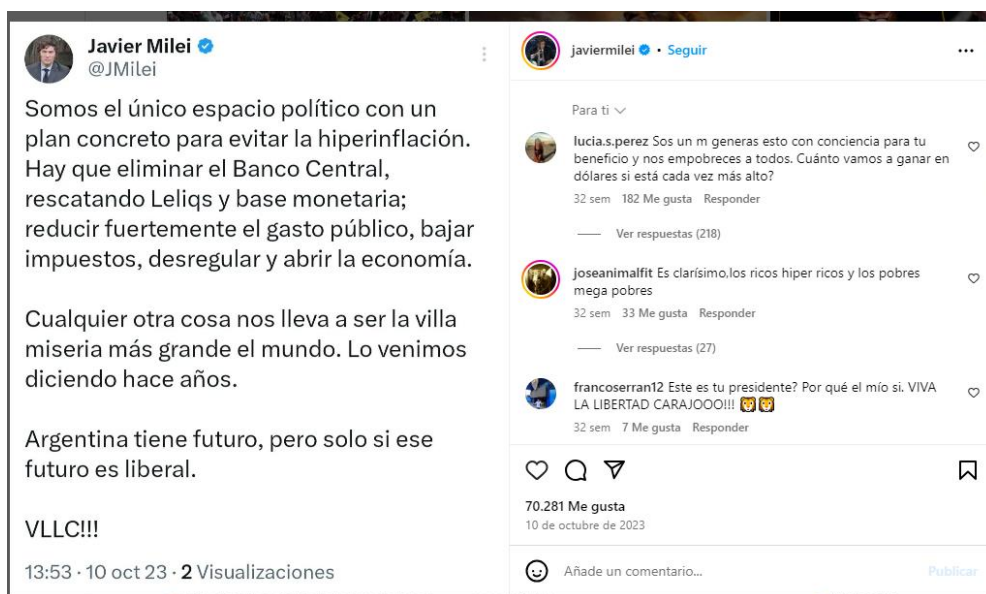 Javier Milei
@JMilei
Somos el único espacio político con un
plan concreto para evitar la hiperinflación.
Hay que eliminar el Banco Central,
rescatando Leliqs y base monetaria;
reducir fuertemente el gasto público, bajar
impuestos, desregular y abrir la economía.
Cualquier otra cosa nos lleva a ser la villa
miseria más grande el mundo. Lo venimos
diciendo hace años.
Argentina tiene futuro, pero solo si ese
futuro es liberal.
VLLC!!!
13:53 · 10 oct 23 · 2 Visualizaciones
javiermilei • Seguir
Para ti
lucia.s.perez Sos un m generas esto con conciencia para tu
beneficio y nos empobreces a todos. Cuánto vamos a ganar en
dólares si está cada vez más alto?
32 sem 182 Me gusta Responder
Ver respuestas (218)
joseanimalfit Es clarísimo,los ricos hiper ricos y los pobres
mega pobres
32 sem 33 Me gusta Responder
Ver respuestas (27)
francoserran12 Este es tu presidente? Por qué el mío si. VIVA
LA LIBERTAD CARAJOOO!!! 🦁🦁
32 sem 7 Me gusta Responder
70.281 Me gusta
10 de octubre de 2023
Añade un comentario...
Publicar